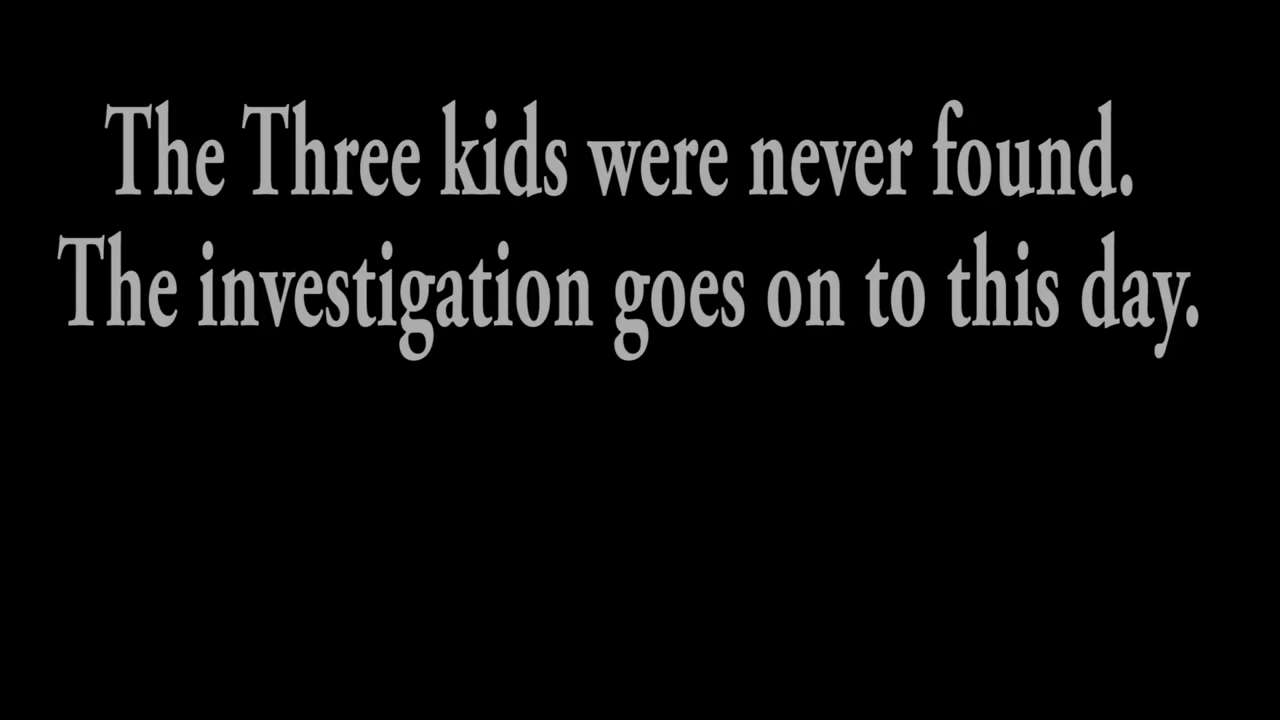 The Three kids were never found.
The investigation goes on to this day.